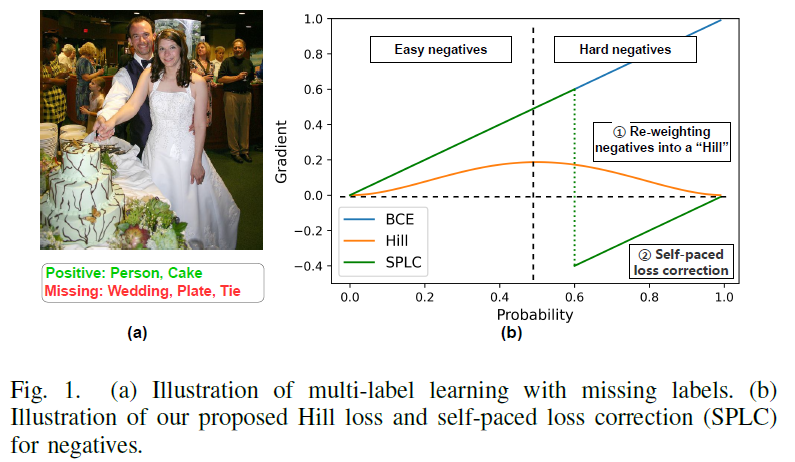 Positive: Person, Cake
Missing: Wedding, Plate, Tie
(a)
1.0
0.8
0.6
0.4
0.2
0.0
−0.2
−0.4
Gradient
Easy negatives
Hard negatives
① Re-weighting
negatives into a “Hill”
BCE
Hill
SPLC
② Self-paced
loss correction
0.0 0.2 0.4 0.6 0.8 1.0
Probability
(b)
Fig. 1. (a) Illustration of multi-label learning with missing labels. (b)
Illustration of our proposed Hill loss and self-paced loss correction (SPLC)
for negatives.